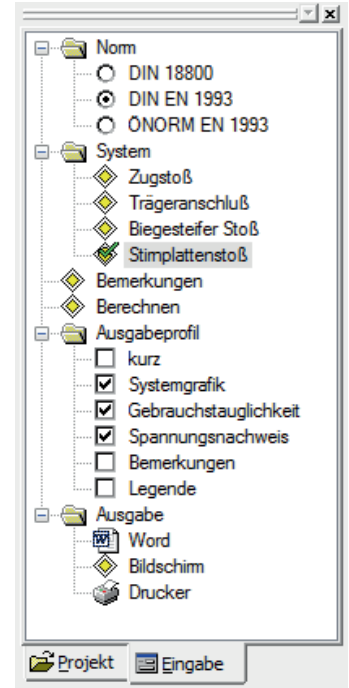 Norm
DIN 18800
DIN EN 1993
ÖNORM EN 1993
System
Zugstoß
Trägeranschluß
Biegesteifer Stoß
Stirnplattenstoß
Bemerkungen
Berechnen
Ausgabeprofil
kurz
Systemgrafik
Gebrauchstauglichkeit
Spannungsnachweis
Bemerkungen
Legende
Ausgabe
Word
Bildschirm
Drucker
Projekt
Eingabe